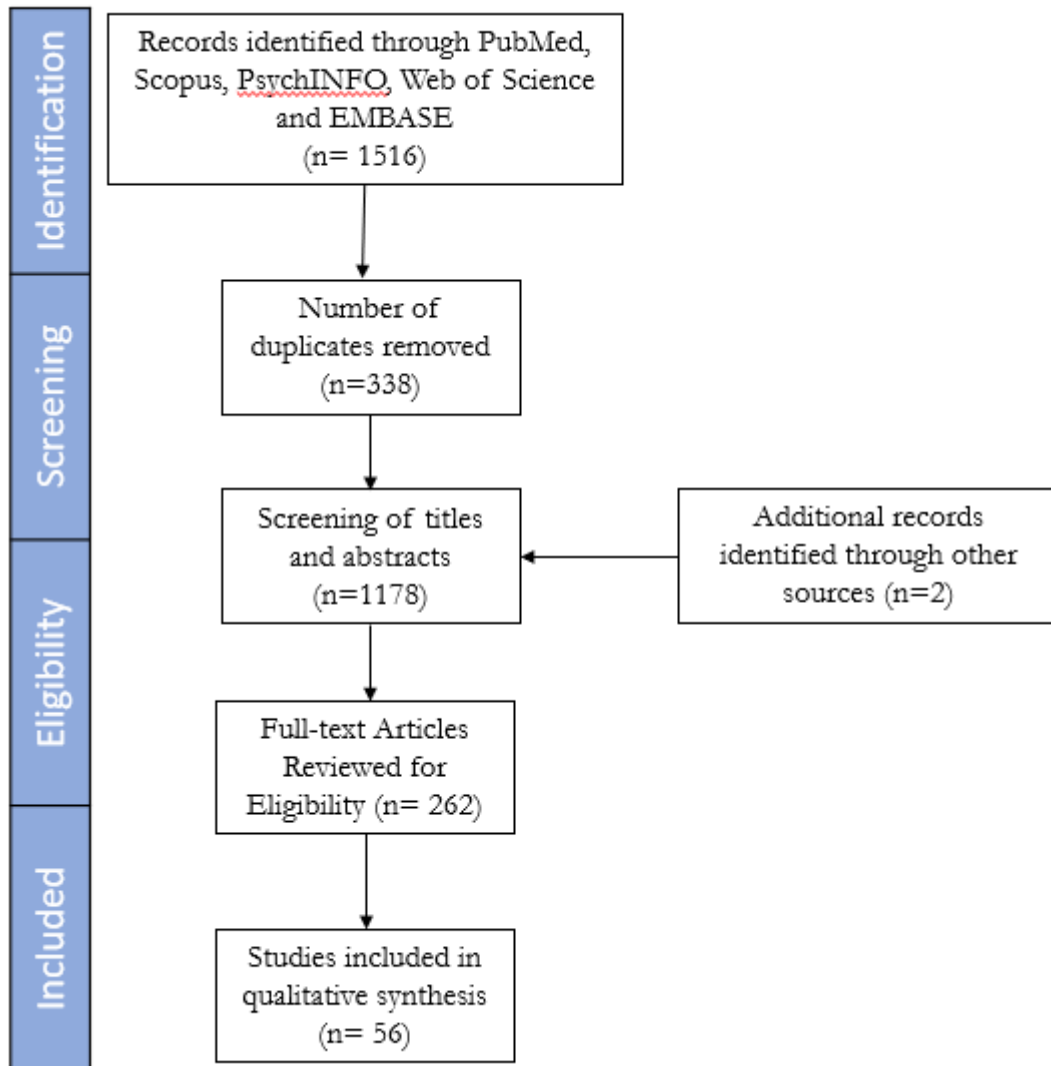 Identification
Records identified through PubMed,
Scopus, PsychINFO, Web of Science
and EMBASE
(n= 1516)
Screening
Number of
duplicates removed
(n=338)
Screening of titles
and abstracts
(n=1178)
Additional records
identified through other
sources (n=2)
Eligibility
Full-text Articles
Reviewed for
Eligibility (n= 262)
Included
Studies included in
qualitative synthesis
(n= 56)